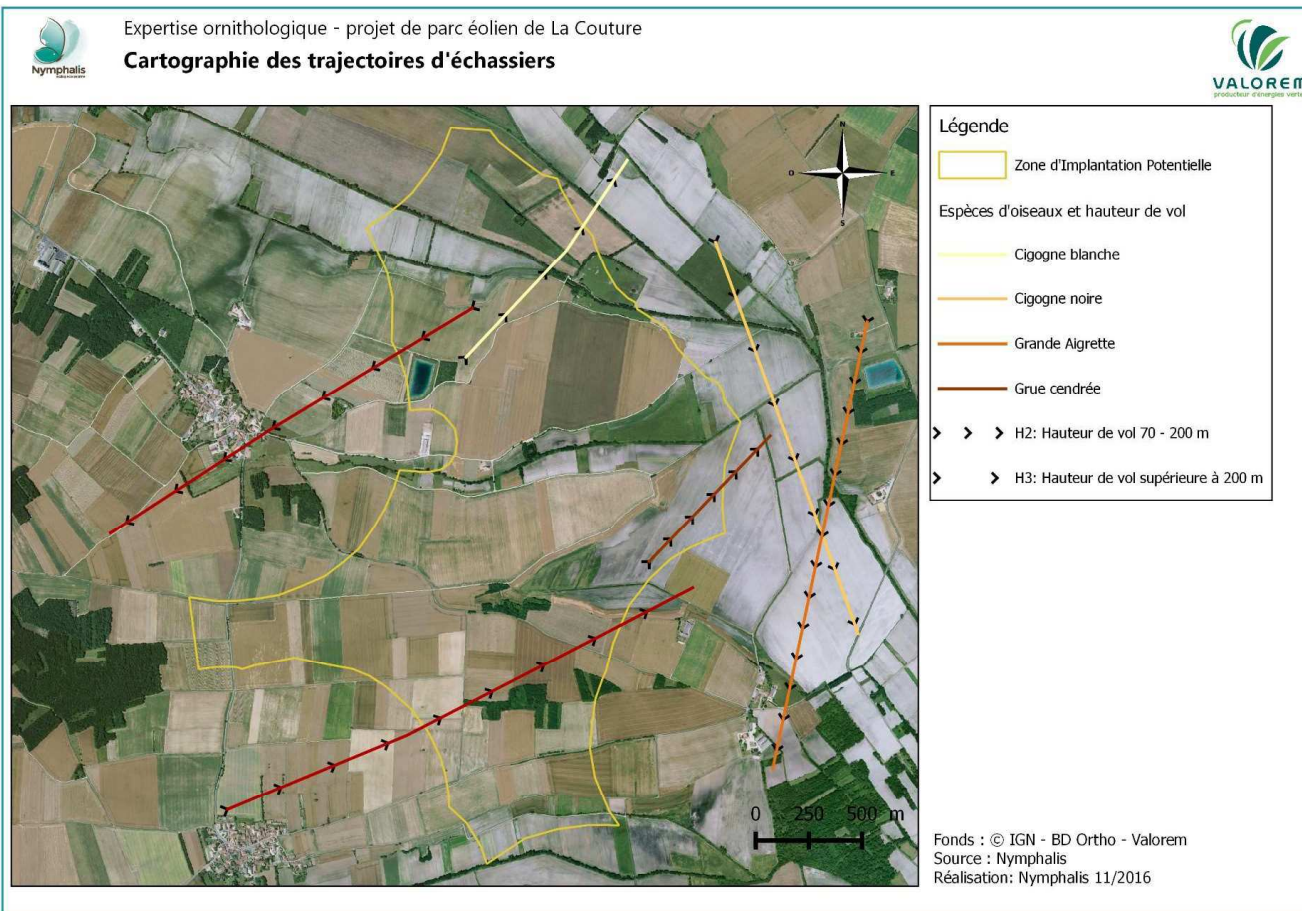 Expertise ornithologique - projet de parc éolien de La Couture
Cartographie des trajectoires d'échassiers
Nymphalis
VALOREM
producteur d'énergies vertes
N
O
E
S
Légende
Zone d'Implantation Potentielle
Espèces d'oiseaux et hauteur de vol
Cigogne blanche
Cigogne noire
Grande Aigrette
Grue cendrée
H2: Hauteur de vol 70 - 200 m
H3: Hauteur de vol supérieure à 200 m
0 250 500 m
Fonds : © IGN - BD Ortho - Valorem
Source : Nymphalis
Réalisation: Nymphalis 11/2016